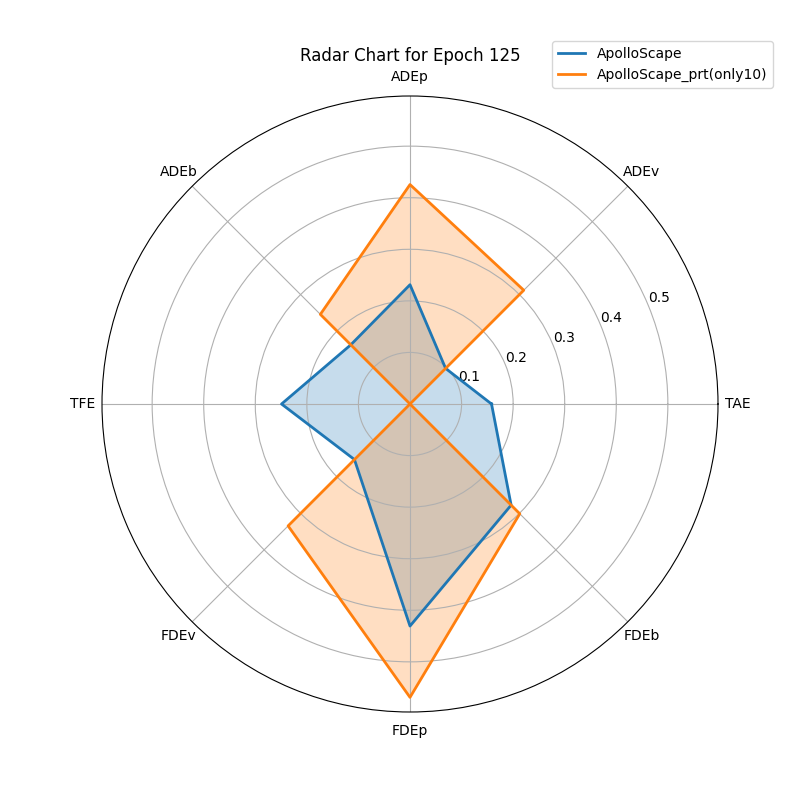 Radar Chart for Epoch 125
ApolloScape
ApolloScape_prt(only10)
ADEp
ADEb
ADEv
0.5
0.4
0.3
0.2
0.1
TFE
TAE
FDEv
FDEb
FDEp